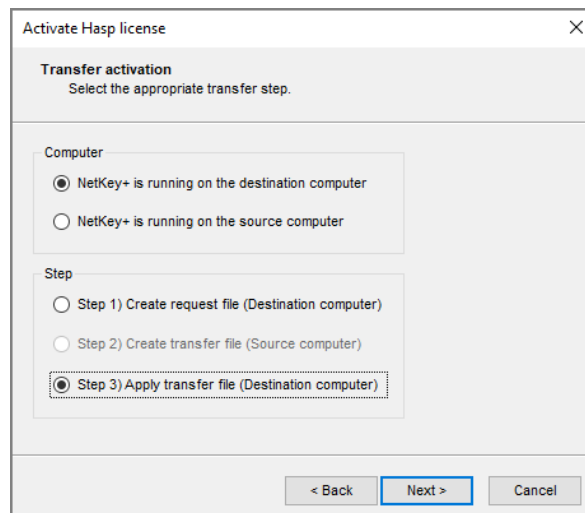 Activate Hasp license
Transfer activation
Select the appropriate transfer step.
Computer
NetKey+ is running on the destination computer
NetKey+ is running on the source computer
Step
Step 1) Create request file (Destination computer)
Step 2) Create transfer file (Source computer)
Step 3) Apply transfer file (Destination computer)
< Back Next > Cancel